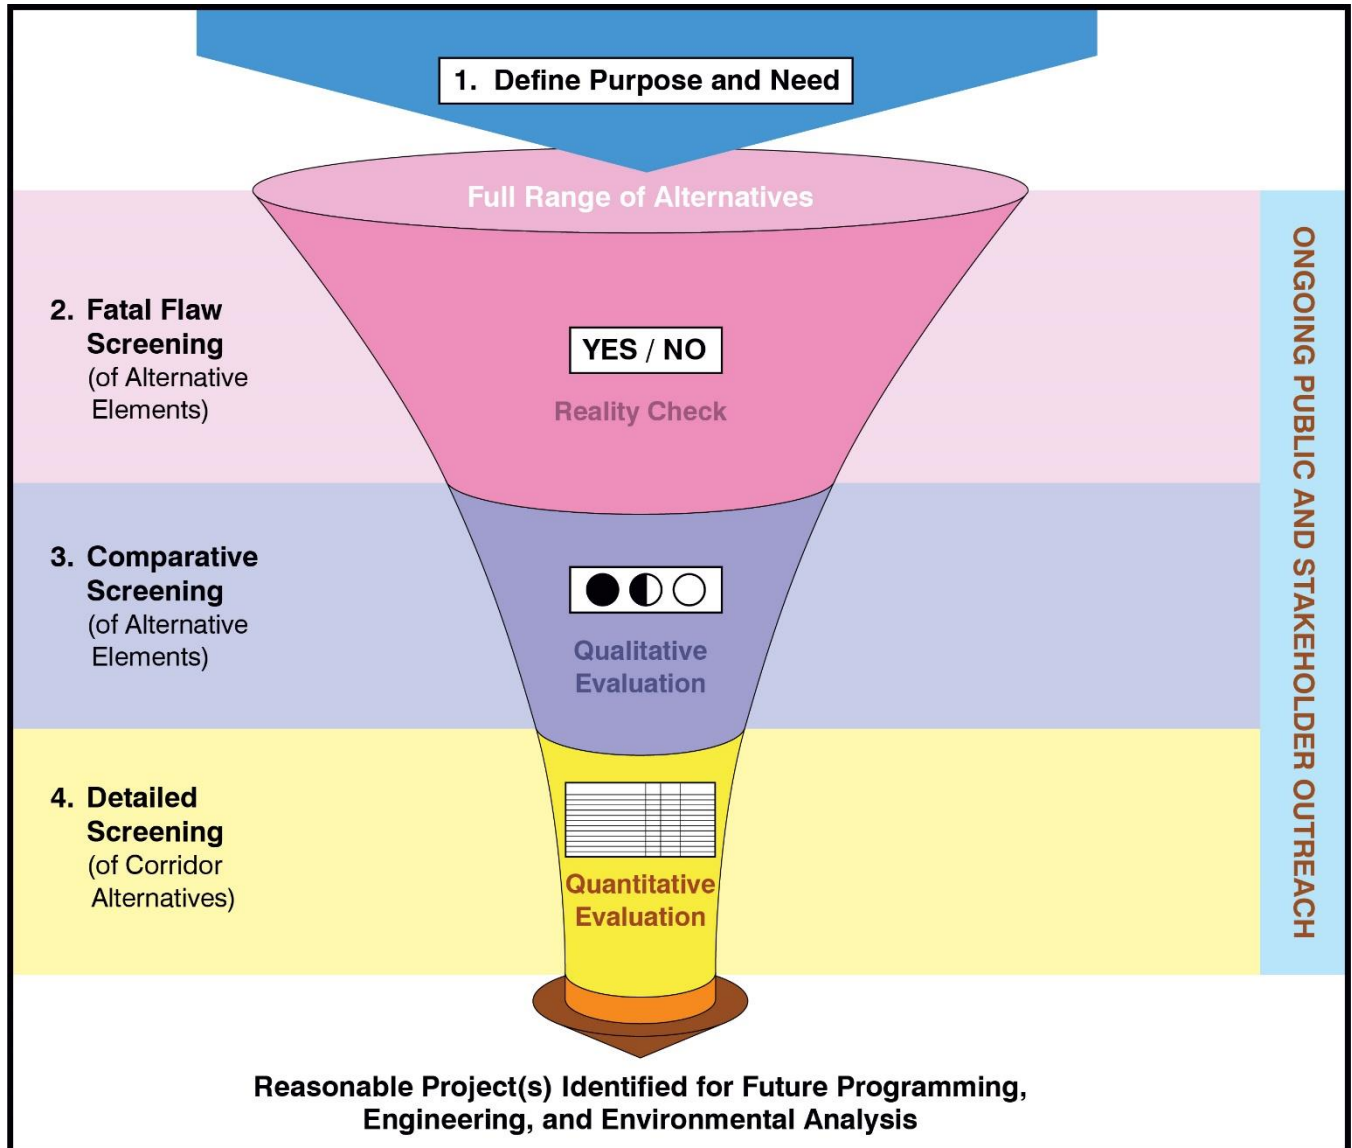 1. Define Purpose and Need
Full Range of Alternatives
2. Fatal Flaw
Screening
(of Alternative
Elements)
YES / NO
Reality Check
3. Comparative
Screening
(of Alternative
Elements)
Qualitative
Evaluation
4. Detailed
Screening
(of Corridor
Alternatives)
Quantitative
Evaluation
ONGOING PUBLIC AND STAKEHOLDER OUTREACH
Reasonable Project(s) Identified for Future Programming,
Engineering, and Environmental Analysis